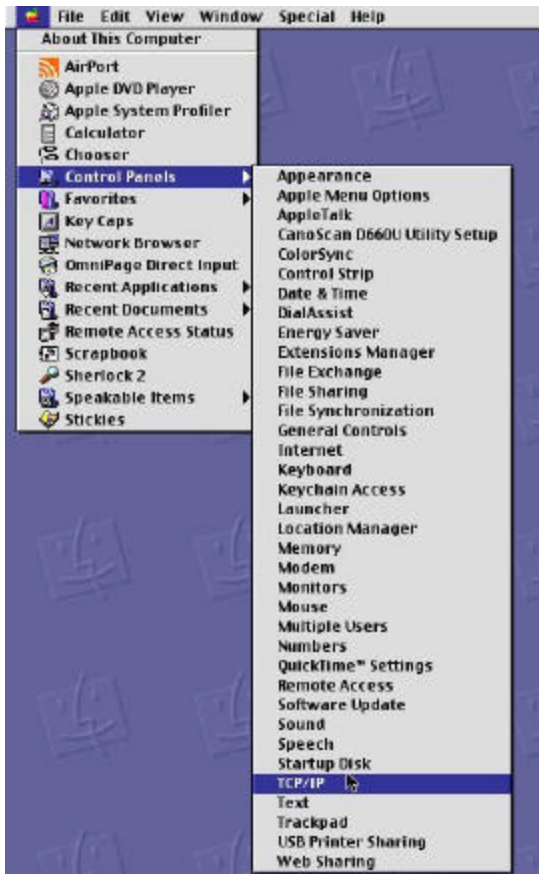 File Edit View Window Special Help
About This Computer
AirPort
Apple DVD Player
Apple System Profiler
Calculator
Chooser
Control Panels
Favorites
Key Caps
Network Browser
OmniPage Direct Input
Recent Applications
Recent Documents
Remote Access Status
Scrapbook
Sherlock 2
Speakable Items
Stickies
Appearance
Apple Menu Options
AppleTalk
CanoScan D660U Utility Setup
ColorSync
Control Strip
Date & Time
DialAssist
Energy Saver
Extensions Manager
File Exchange
File Sharing
File Synchronization
General Controls
Internet
Keyboard
Keychain Access
Launcher
Location Manager
Memory
Modem
Monitors
Mouse
Multiple Users
Numbers
QuickTime™ Settings
Remote Access
Software Update
Sound
Speech
Startup Disk
TCP/IP
Text
Trackpad
USB Printer Sharing
Web Sharing